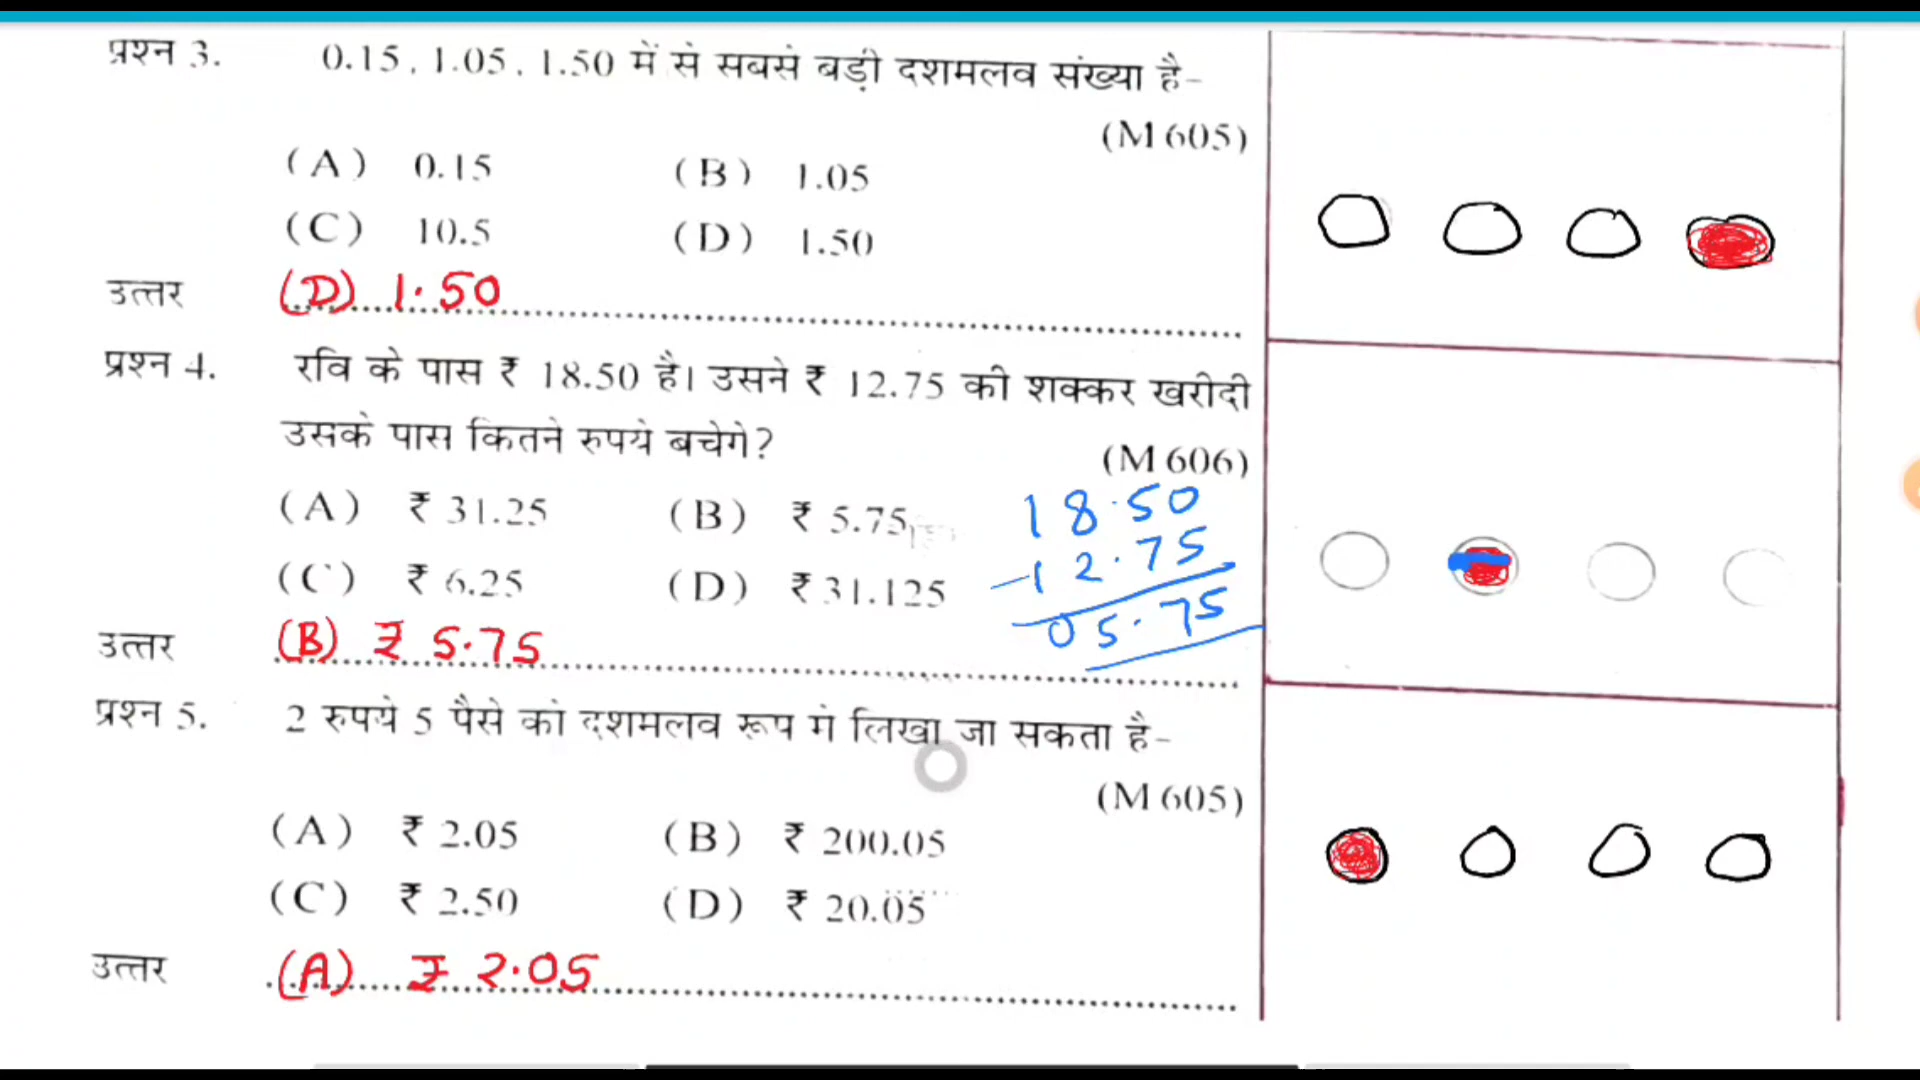 प्रश्न 3. 0.15, 1.05, 1.50 में से सबसे बड़ी दशमलव संख्या है-
(M 605)
(A) 0.15 (B) 1.05
(C) 10.5 (D) 1.50
उत्तर (D) 1.50
प्रश्न 4. रवि के पास ₹ 18.50 है। उसने ₹ 12.75 की शक्कर खरीदी
उसके पास कितने रुपये बचेगे?
(M 606)
(A) ₹ 31.25 (B) ₹ 5.75
(C) ₹ 6.25 (D) ₹ 31.125
18.50
-12.75
05.75
उत्तर (B) ₹ 5.75
प्रश्न 5. 2 रुपये 5 पैसे को दशमलव रूप में लिखा जा सकता है-
(M 605)
(A) ₹ 2.05 (B) ₹ 200.05
(C) ₹ 2.50 (D) ₹ 20.05
उत्तर (A) ₹ 2.05